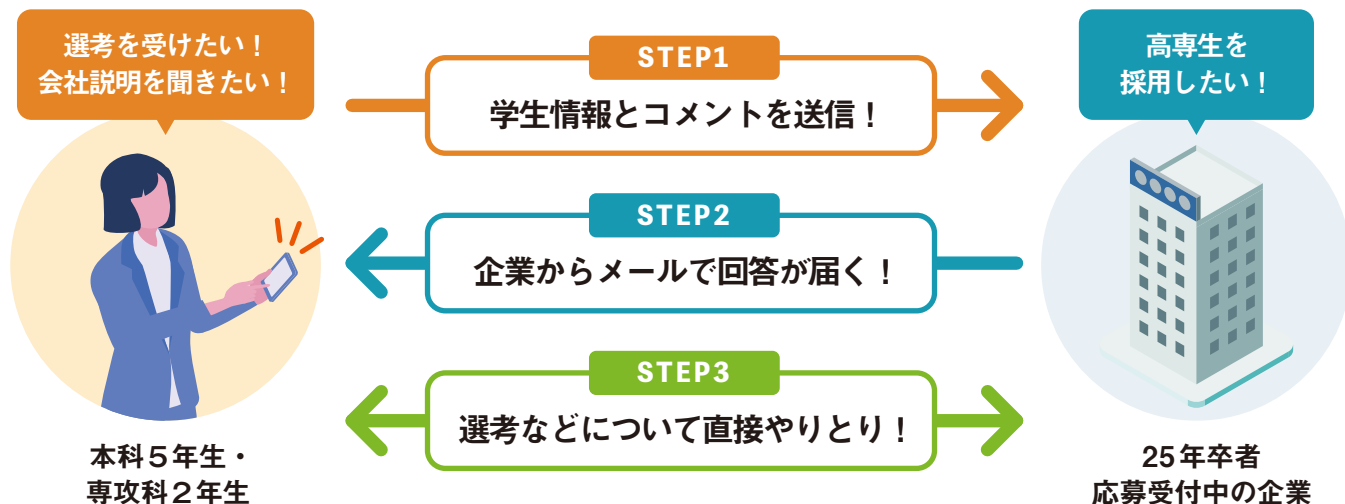 選考を受けたい！
会社説明を聞きたい！
STEP1
学生情報とコメントを送信！
高専生を
採用したい！
STEP2
企業からメールで回答が届く！
STEP3
選考などについて直接やりとり！
本科５年生・
専攻科２年生
25年卒者
応募受付中の企業